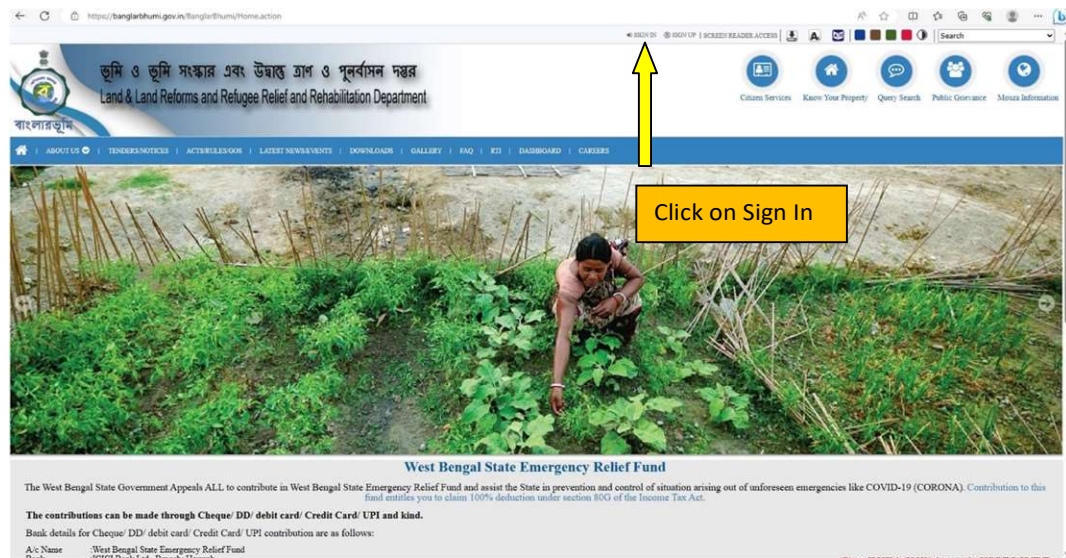 https://banglarbhumi.gov.in/BanglarBhumi/Home.action
SIGN IN SIGN UP | SCREEN READER ACCESS | A Search
ভূমি ও ভূমি সংস্কার এবং উদ্বাস্তু ত্রাণ ও পুনর্বাসন দপ্তর
Land & Land Reforms and Refugee Relief and Rehabilitation Department
বাংলারভূমি
Citizen Services Know Your Property Query Search Public Grievance Mouza Information
ABOUT US | TENDERS/NOTICES | ACTS/RULES/GOS | LATEST NEWS/EVENTS | DOWNLOADS | GALLERY | FAQ | RTI | DASHBOARD | CAREERS
Click on Sign In
West Bengal State Emergency Relief Fund
The West Bengal State Government Appeals ALL to contribute in West Bengal State Emergency Relief Fund and assist the State in prevention and control of situation arising out of unforeseen emergencies like COVID-19 (CORONA). Contribution to this
fund entitles you to claim 100% deduction under section 80G of the Income Tax Act.
The contributions can be made through Cheque/ DD/ debit card/ Credit Card/ UPI and kind.
Bank details for Cheque/ DD/ debit card/ Credit Card/ UPI contribution are as follows:
A/c Name :West Bengal State Emergency Relief Fund